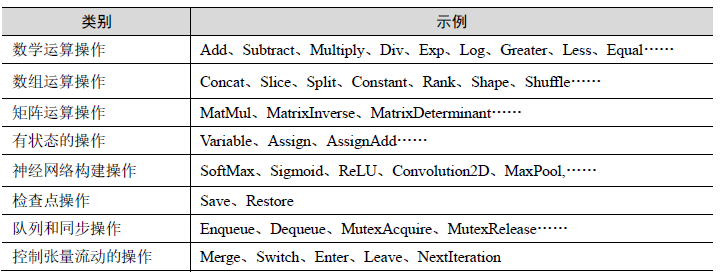 类别 示例
数学运算操作 Add、Subtract、Multiply、Div、Exp、Log、Greater、Less、Equal……
数组运算操作 Concat、Slice、Split、Constant、Rank、Shape、Shuffle……
矩阵运算操作 MatMul、MatrixInverse、MatrixDeterminant……
有状态的操作 Variable、Assign、AssignAdd……
神经网络构建操作 SoftMax、Sigmoid、ReLU、Convolution2D、MaxPool,……
检查点操作 Save、Restore
队列和同步操作 Enqueue、Dequeue、MutexAcquire、MutexRelease……
控制张量流动的操作 Merge、Switch、Enter、Leave、NextIteration